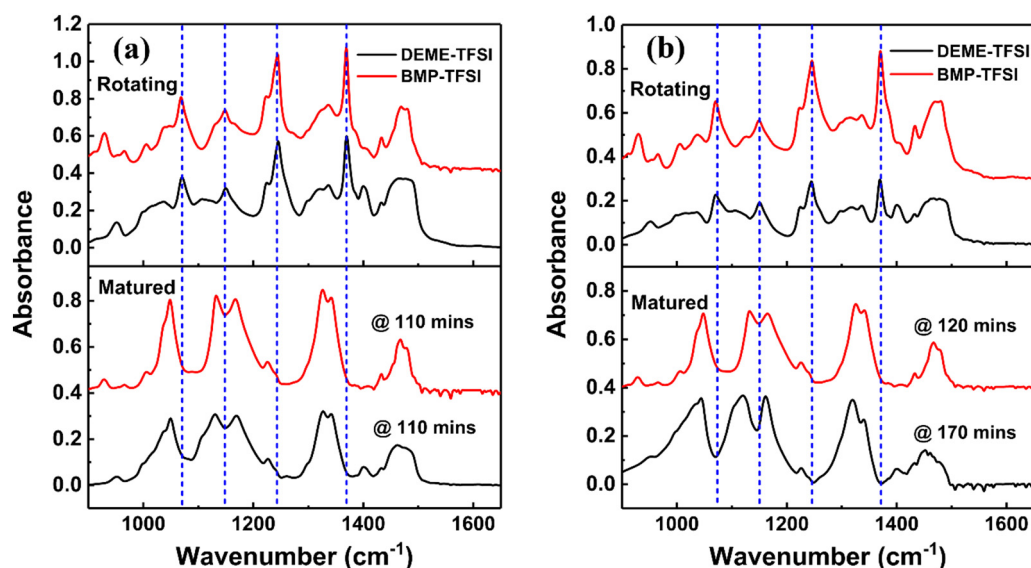 (a)
DEME-TFSI
BMP-TFSI
Rotating
1.2
1.0
0.8
0.6
0.4
0.2
0.0
Matured
@ 110 mins
@ 110 mins
0.8
0.6
0.4
0.2
0.0
Absorbance
1000 1200 1400 1600
Wavenumber (cm⁻¹)
(b)
DEME-TFSI
BMP-TFSI
Rotating
1.0
0.8
0.6
0.4
0.2
0.0
Matured
@ 120 mins
@ 170 mins
0.8
0.6
0.4
0.2
0.0
Absorbance
1000 1200 1400 1600
Wavenumber (cm⁻¹)